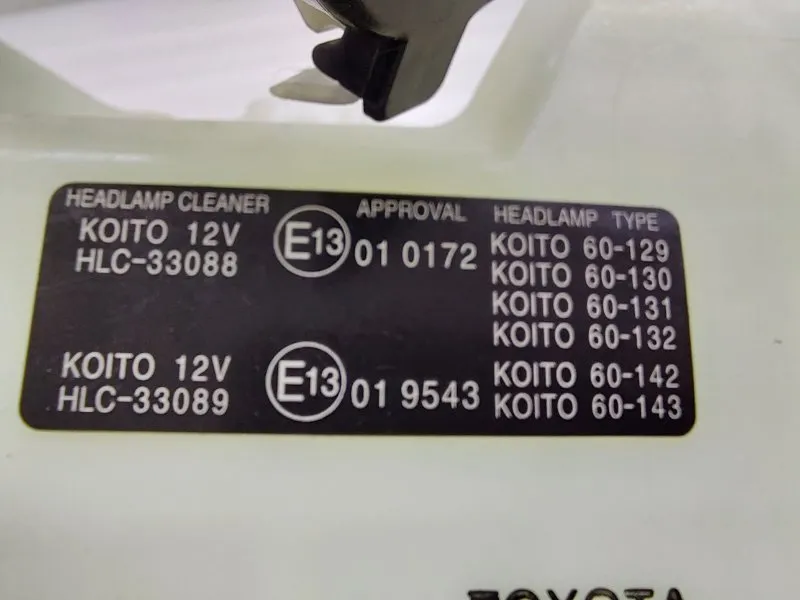 HEADLAMP CLEANER APPROVAL HEADLAMP TYPE
KOITO 12V E13 01 0172 KOITO 60-129
HLC-33088 KOITO 60-130
KOITO 60-131
KOITO 60-132
KOITO 12V E13 01 9543 KOITO 60-142
HLC-33089 KOITO 60-143
TOYOTA